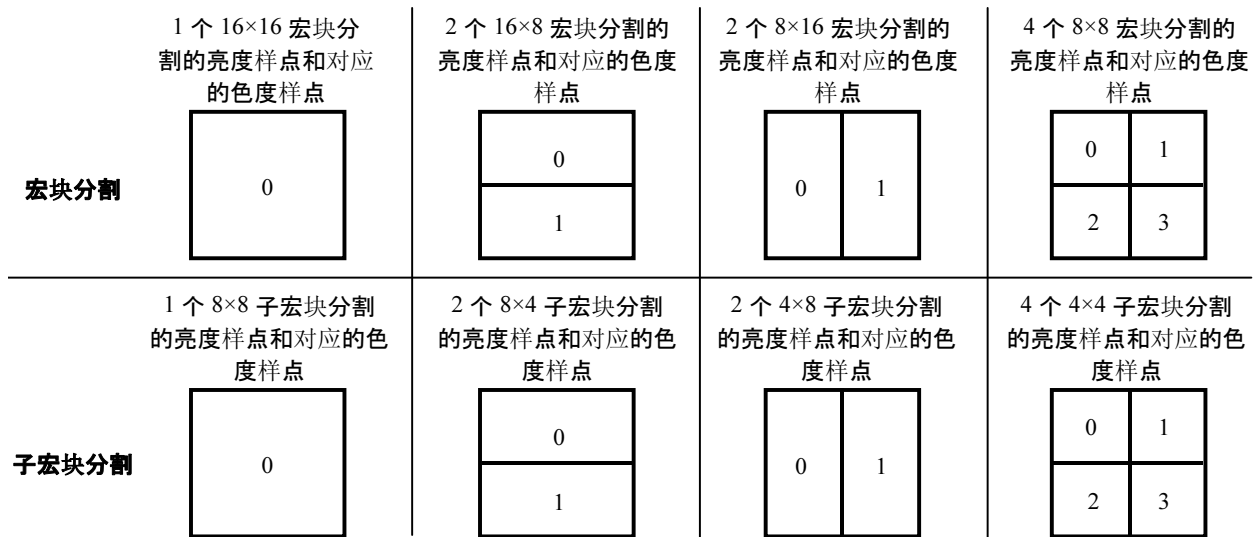 1 个 16×16 宏块分
割的亮度样点和对应
的色度样点
2 个 16×8 宏块分割的
亮度样点和对应的色度
样点
2 个 8×16 宏块分割的
亮度样点和对应的色度
样点
4 个 8×8 宏块分割的
亮度样点和对应的色度
样点
宏块分割
0
0
1
0
1
0
1
2
3
1 个 8×8 子宏块分割
的亮度样点和对应的色
度样点
2 个 8×4 子宏块分割
的亮度样点和对应的色
度样点
2 个 4×8 子宏块分割
的亮度样点和对应的色
度样点
4 个 4×4 子宏块分割
的亮度样点和对应的色
度样点
子宏块分割
0
0
1
0
1
0
1
2
3